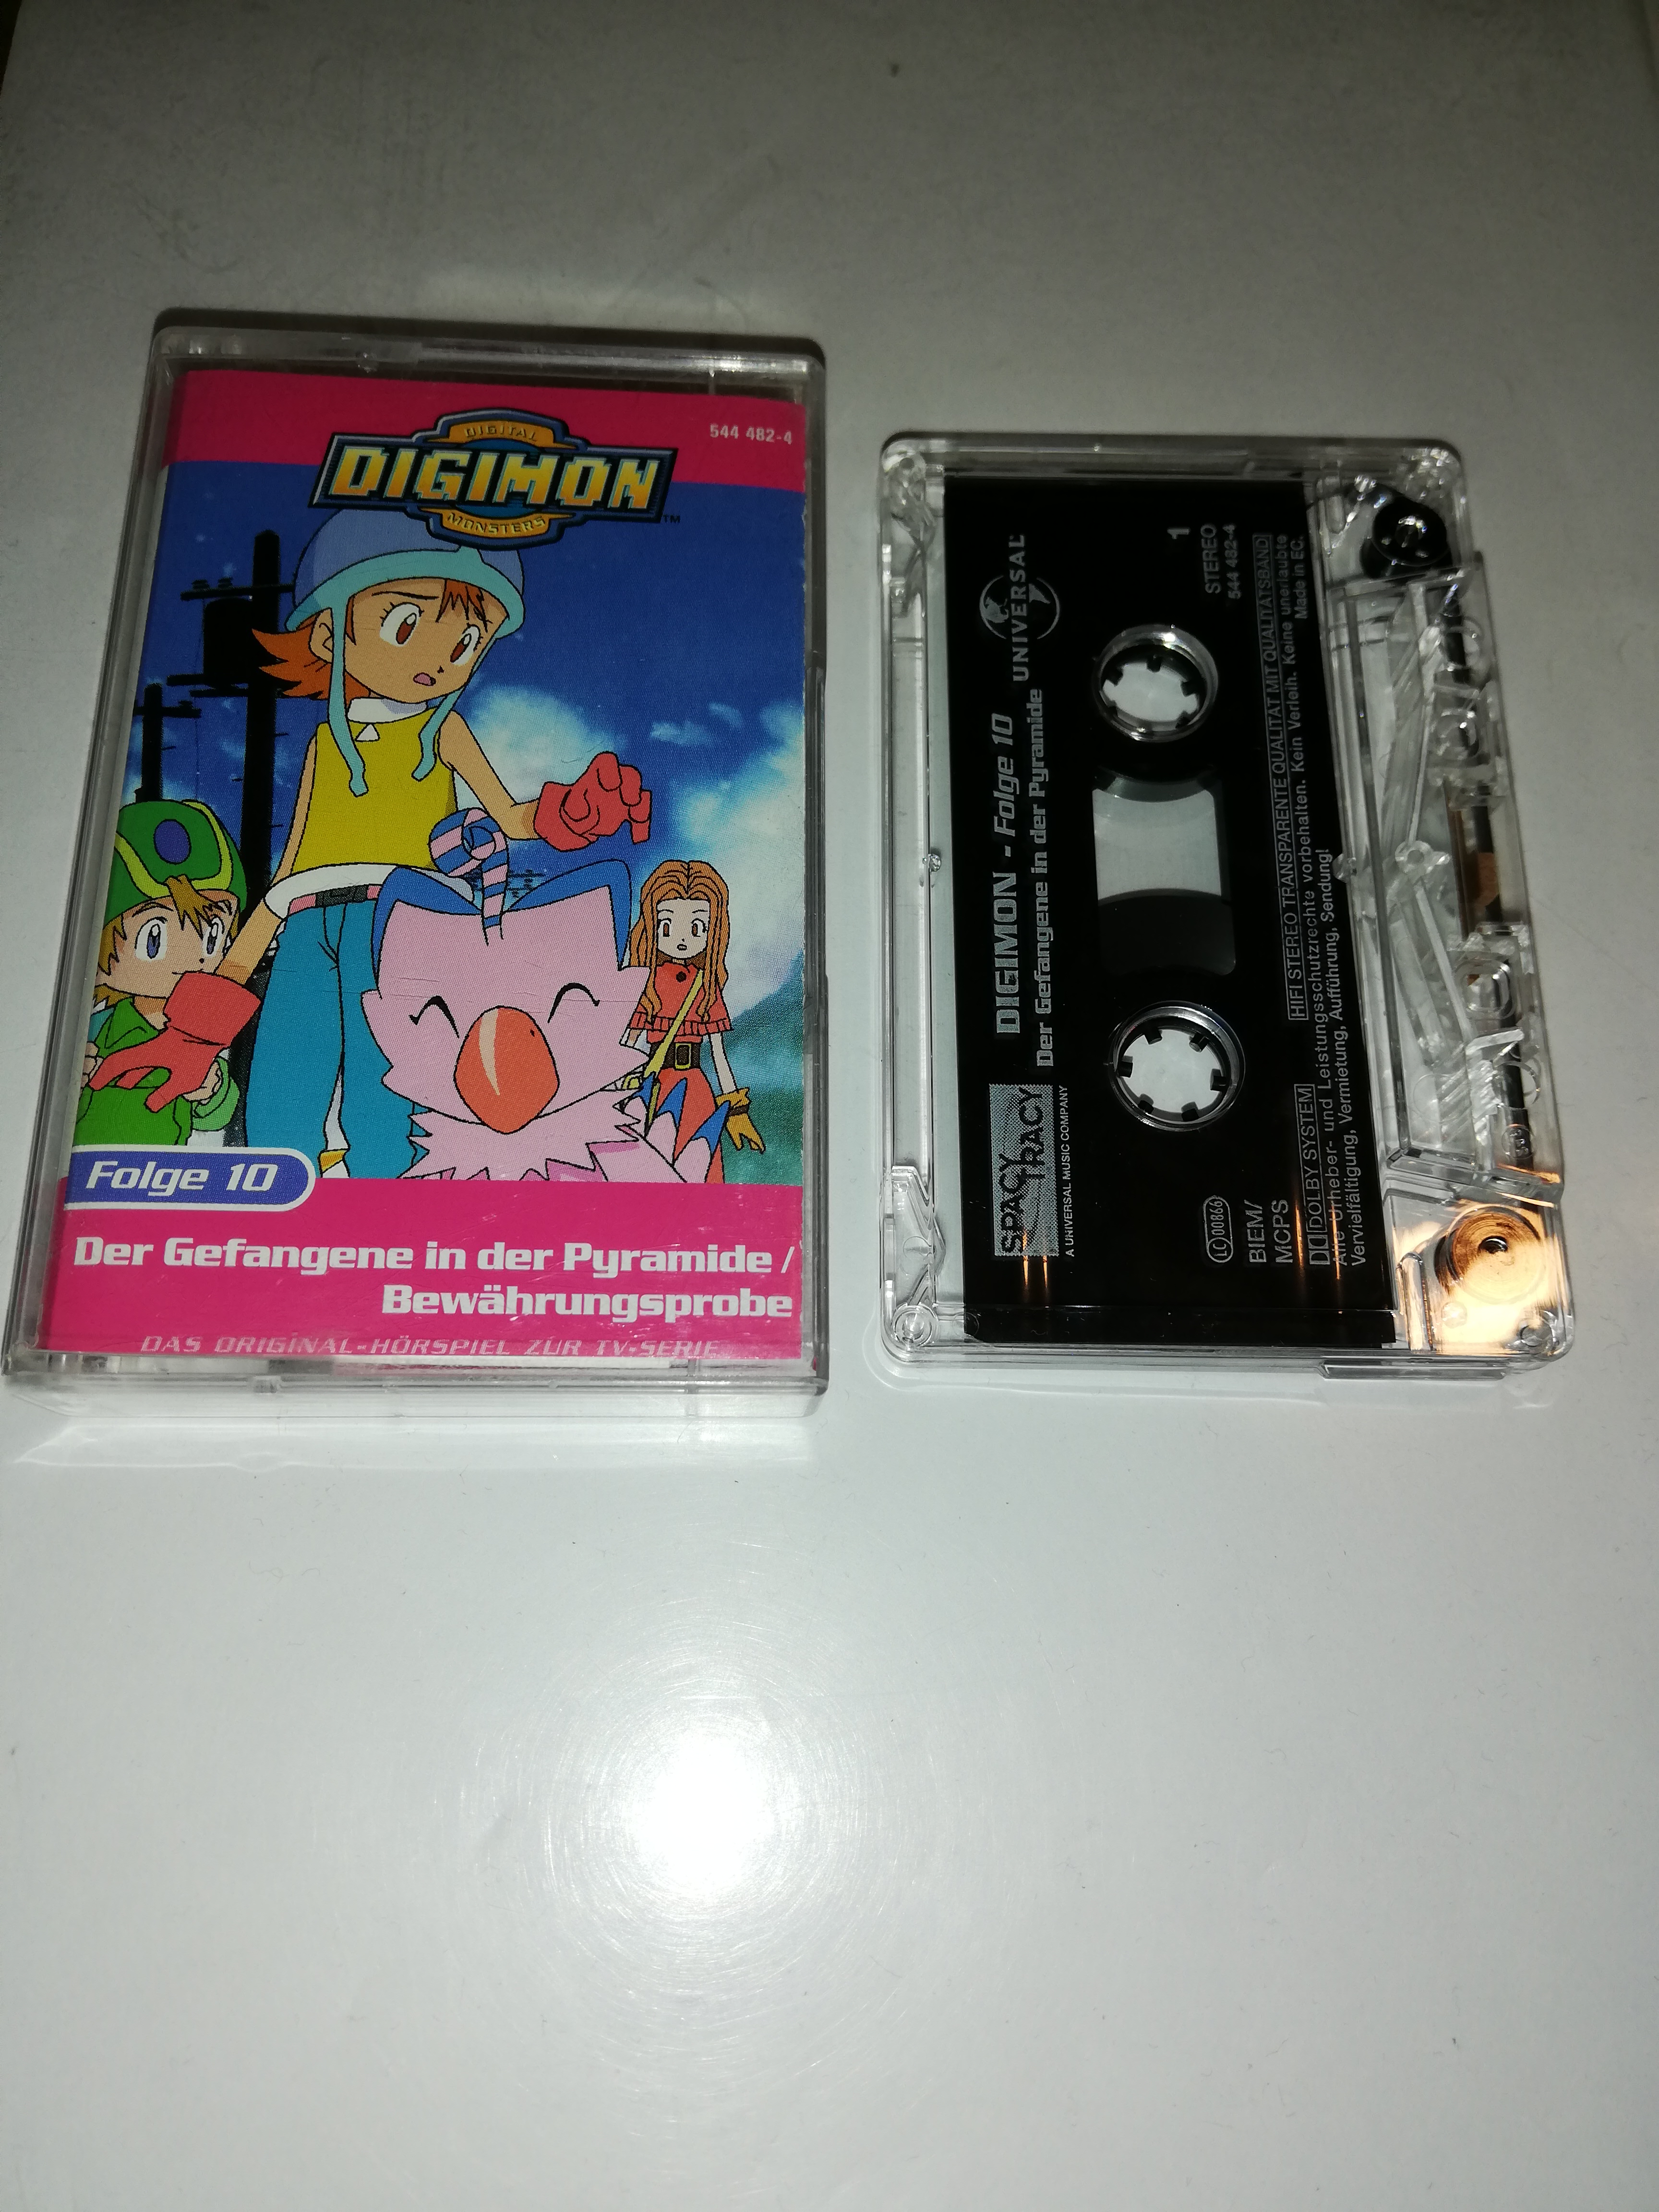 544 482-4
DIGITAL
DIGIMON
MONSTERS
TM
Folge 10
Der Gefangene in der Pyramide /
Bewährungsprobe
DAS ORIGINAL-HÖRSPIEL ZUR TV-SERIE
SPACY
TRACY
A UNIVERSAL MUSIC COMPANY
DIGIMON - Folge 10
Der Gefangene in der Pyramide
UNIVERSAL
1
STEREO
544 482-4
LC 00866
BIEM/
MCPS
DOLBY SYSTEM
HIFI STEREO TRANSPARENTE QUALITÄT MIT QUALITÄTSBAND
Alle Urheber- und Leistungsschutzrechte vorbehalten. Kein Verleih. Keine unerlaubte
Vervielfältigung, Vermietung, Aufführung, Sendung!
Made in EC.